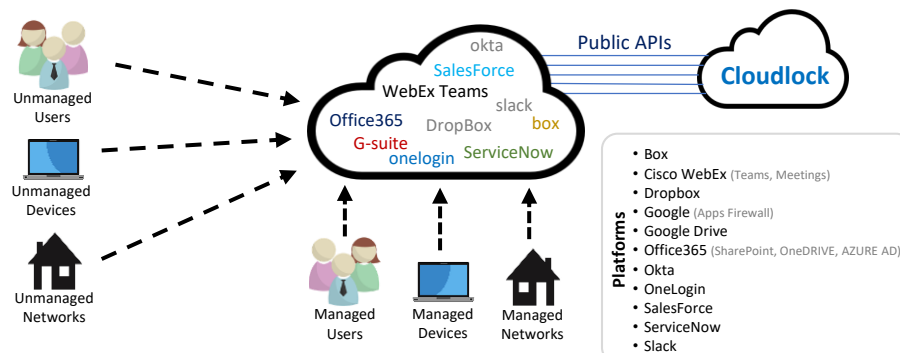 okta
SalesForce
WebEx Teams
slack
Office365
DropBox
box
G-suite
onelogin
ServiceNow
Public APIs
Cloudlock
Unmanaged
Users
Unmanaged
Devices
Unmanaged
Networks
Managed
Users
Managed
Devices
Managed
Networks
Platforms
• Box
• Cisco WebEx (Teams, Meetings)
• Dropbox
• Google (Apps Firewall)
• Google Drive
• Office365 (SharePoint, OneDRIVE, AZURE AD)
• Okta
• OneLogin
• SalesForce
• ServiceNow
• Slack